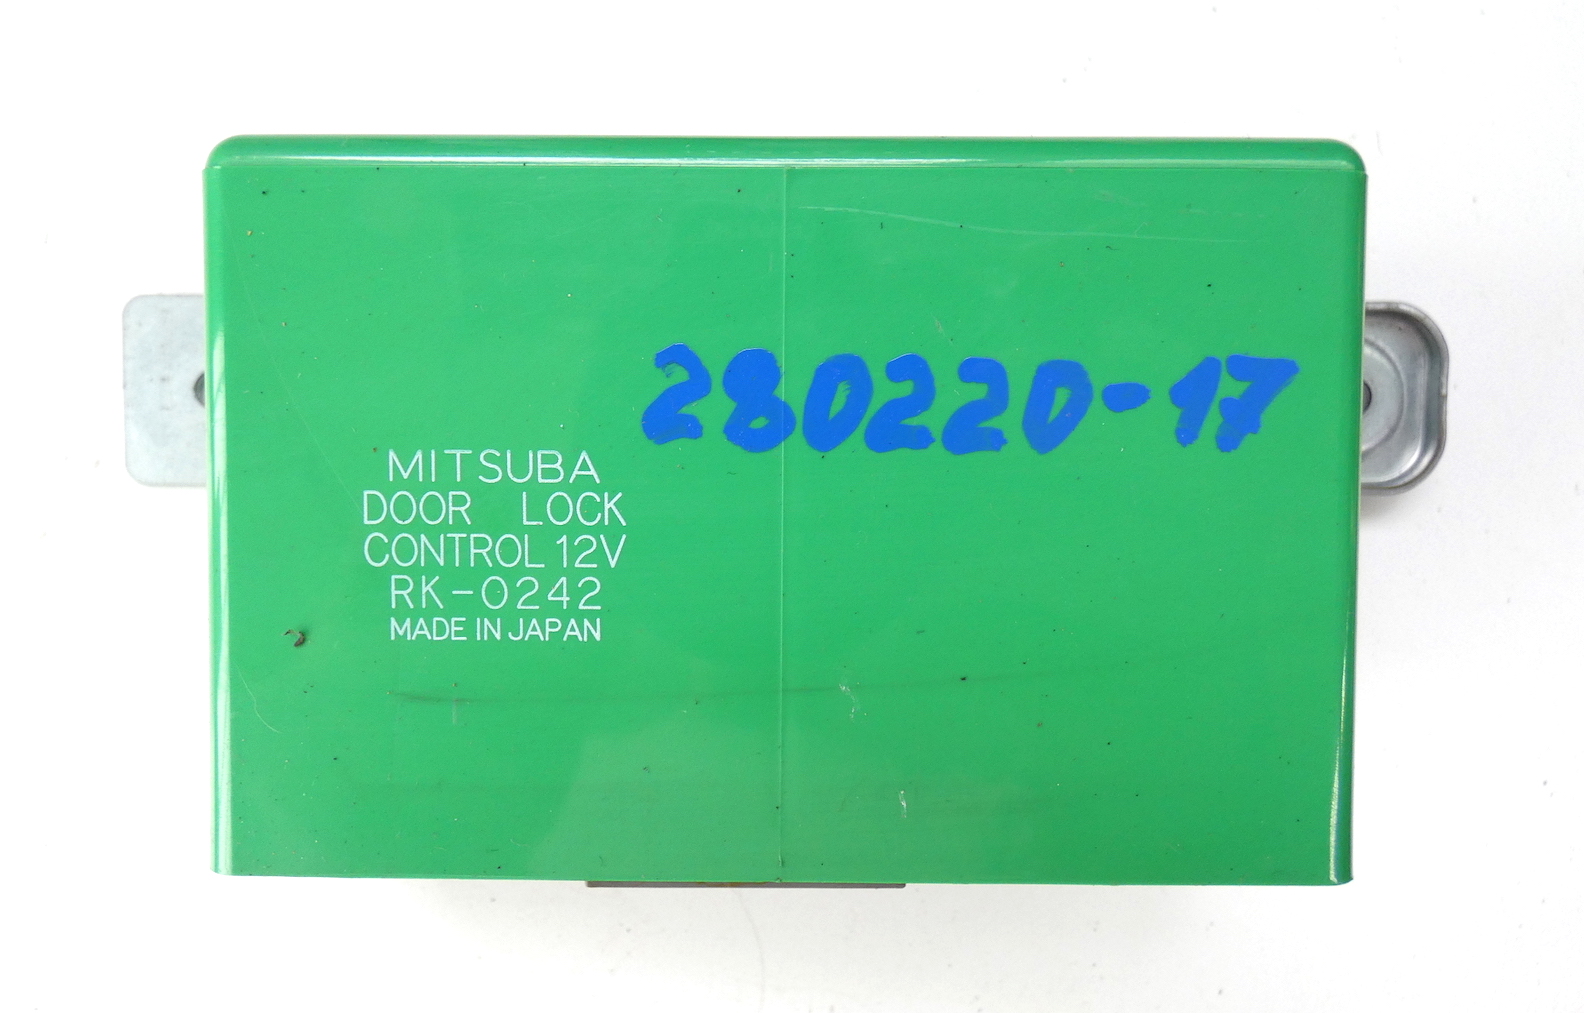 280220-17
MITSUBA
DOOR LOCK
CONTROL 12V
RK-0242
MADE IN JAPAN